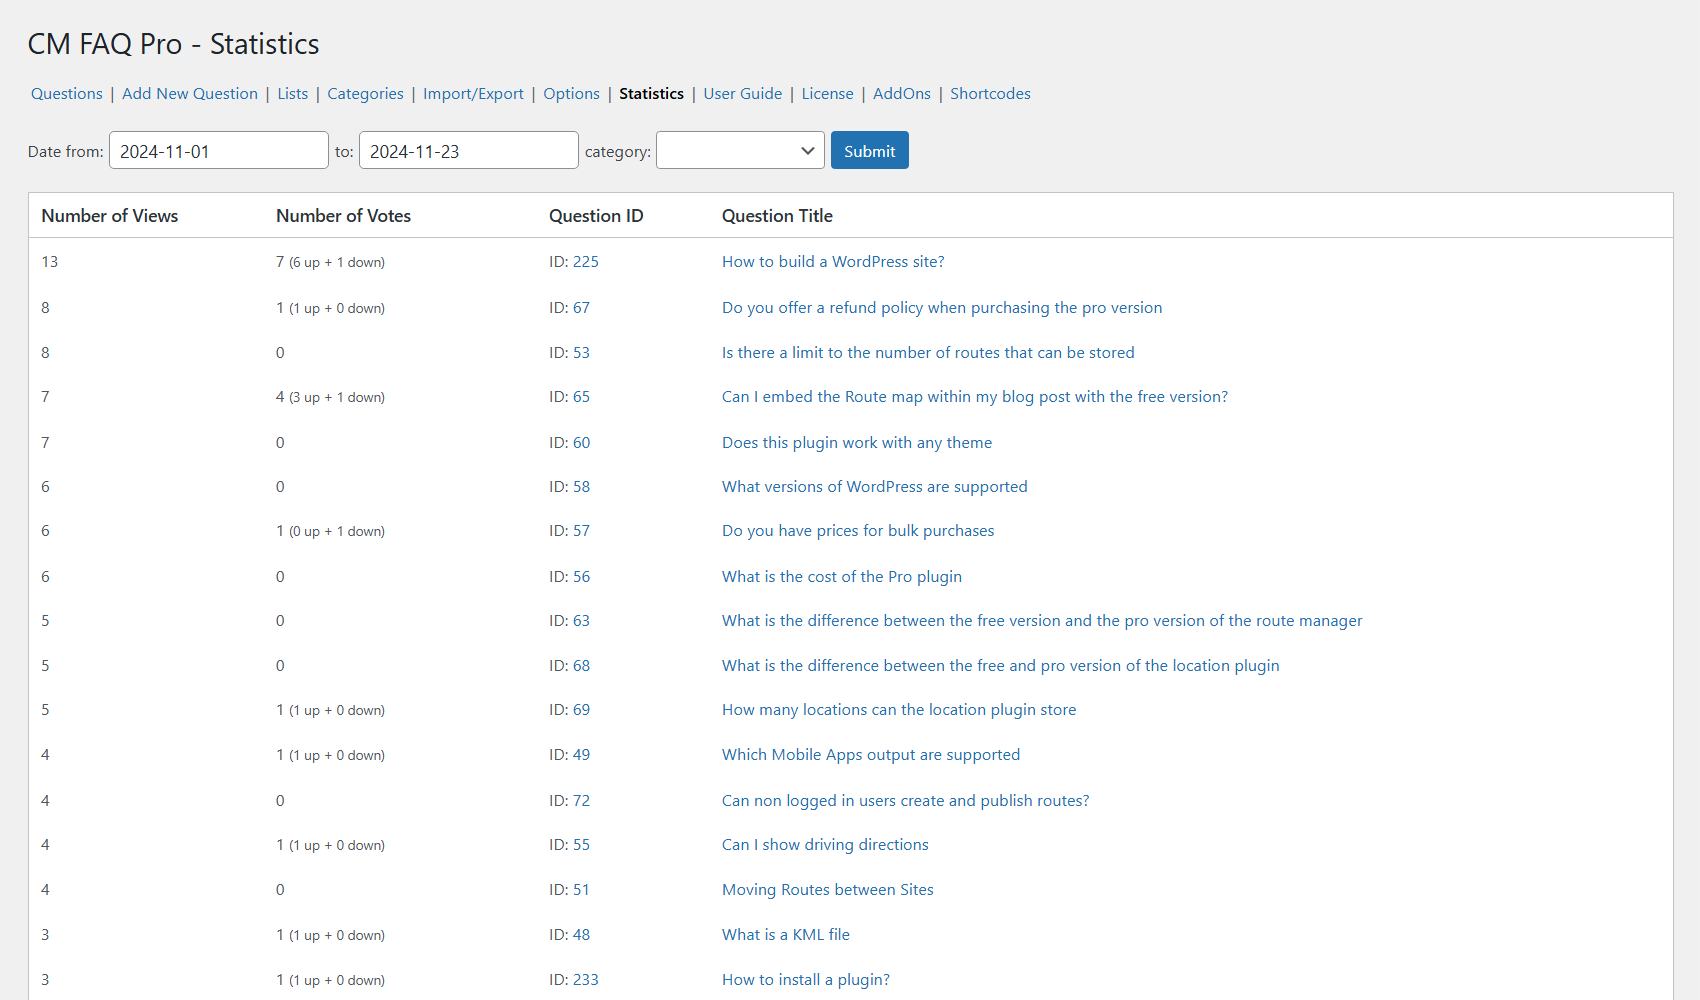 CM FAQ Pro - Statistics
Questions | Add New Question | Lists | Categories | Import/Export | Options | Statistics | User Guide | License | AddOns | Shortcodes
Date from: 2024-11-01 to: 2024-11-23 category: Submit
Number of Views Number of Votes Question ID Question Title
13 7 (6 up + 1 down) ID: 225 How to build a WordPress site?
8 1 (1 up + 0 down) ID: 67 Do you offer a refund policy when purchasing the pro version
8 0 ID: 53 Is there a limit to the number of routes that can be stored
7 4 (3 up + 1 down) ID: 65 Can I embed the Route map within my blog post with the free version?
7 0 ID: 60 Does this plugin work with any theme
6 0 ID: 58 What versions of WordPress are supported
6 1 (0 up + 1 down) ID: 57 Do you have prices for bulk purchases
6 0 ID: 56 What is the cost of the Pro plugin
5 0 ID: 63 What is the difference between the free version and the pro version of the route manager
5 0 ID: 68 What is the difference between the free and pro version of the location plugin
5 1 (1 up + 0 down) ID: 69 How many locations can the location plugin store
4 1 (1 up + 0 down) ID: 49 Which Mobile Apps output are supported
4 0 ID: 72 Can non logged in users create and publish routes?
4 1 (1 up + 0 down) ID: 55 Can I show driving directions
4 0 ID: 51 Moving Routes between Sites
3 1 (1 up + 0 down) ID: 48 What is a KML file
3 1 (1 up + 0 down) ID: 233 How to install a plugin?